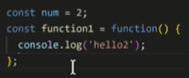 const num = 2;
const function1 = function() {
  console.log('hello2');
};